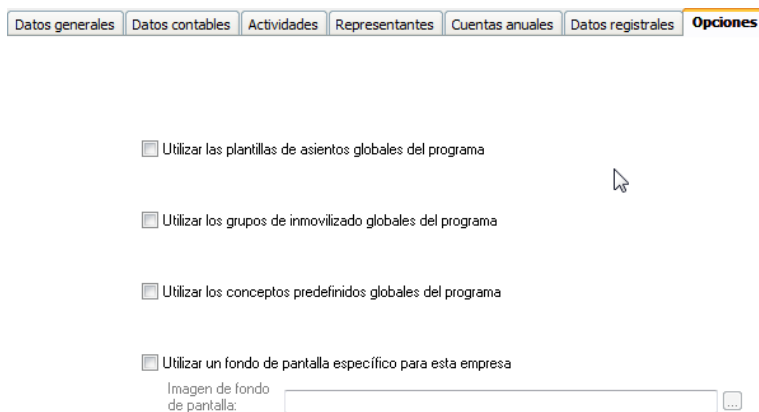 Datos generales Datos contables Actividades Representantes Cuentas anuales Datos registrales Opciones
Utilizar las plantillas de asientos globales del programa
Utilizar los grupos de inmovilizado globales del programa
Utilizar los conceptos predefinidos globales del programa
Utilizar un fondo de pantalla específico para esta empresa
Imagen de fondo
de pantalla:
...